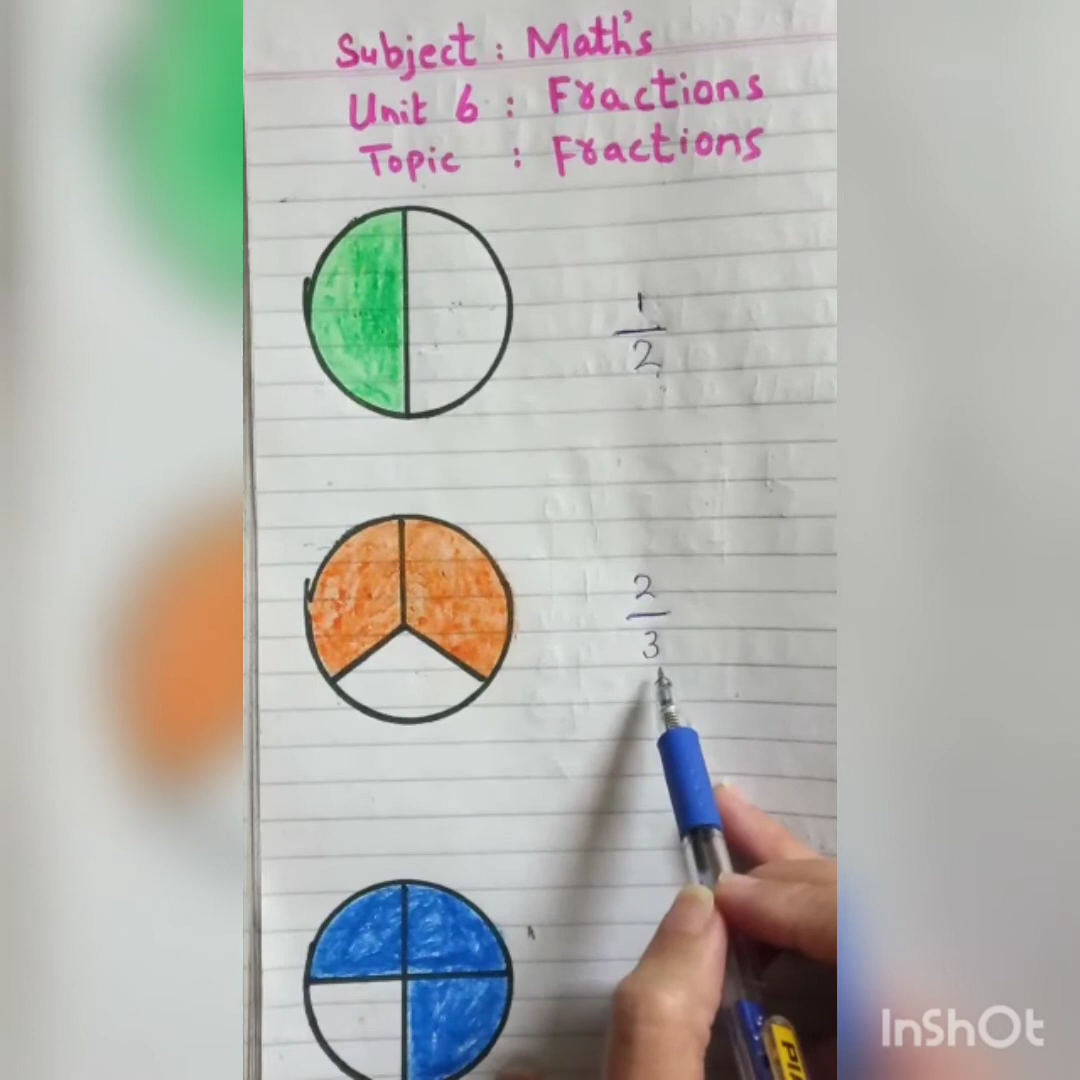 Subject : Math's
Unit 6 : Fractions
Topic : Fractions
1
2
2
3
InShOt